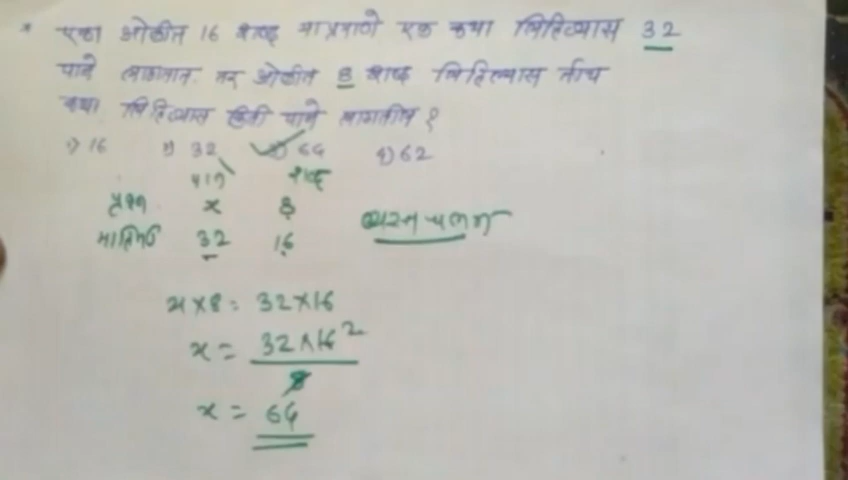 * एका ओळीत 16 शब्द याप्रमाणे एक कथा लिहिल्यास 32
पाने लागतात. तर ओळीत 8 शब्द लिहिल्यास तीच
कथा लिहिल्यास किती पाने लागतील ?
1) 16 2) 32 3) 64 4) 62
पाने शब्द
प्रश्न x 8
माहिती 32 16 व्यस्त चलन
x × 8 = 32 × 16
x = 32 × 16 2
8
x = 64